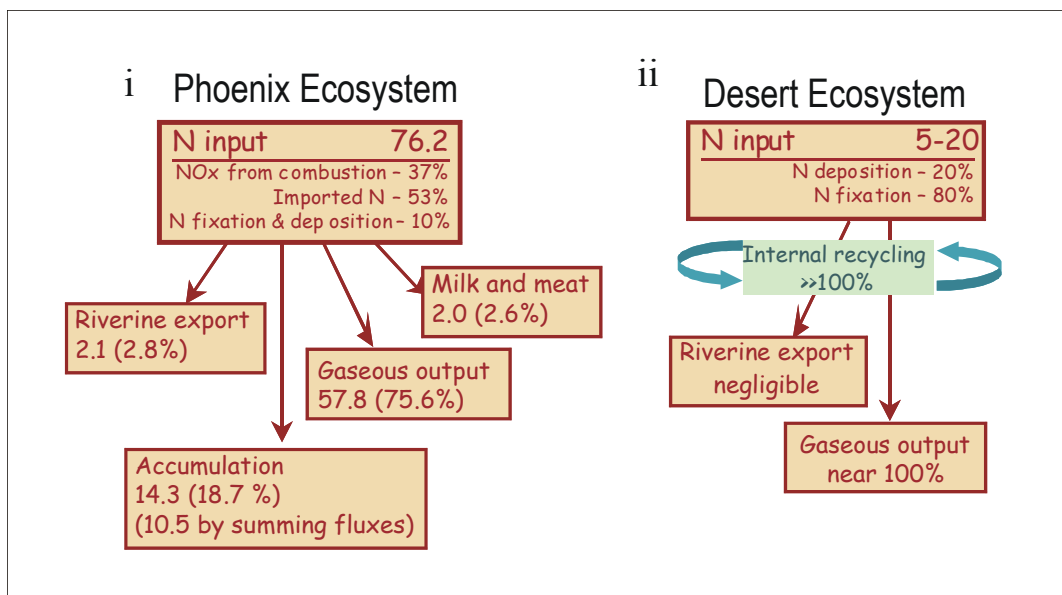 i
Phoenix Ecosystem
N input 76.2
NOx from combustion – 37%
Imported N – 53%
N fixation & dep osition – 10%
Riverine export
2.1 (2.8%)
Milk and meat
2.0 (2.6%)
Gaseous output
57.8 (75.6%)
Accumulation
14.3 (18.7 %)
(10.5 by summing fluxes)
ii
Desert Ecosystem
N input 5-20
N deposition – 20%
N fixation – 80%
Internal recycling
>>100%
Riverine export
negligible
Gaseous output
near 100%